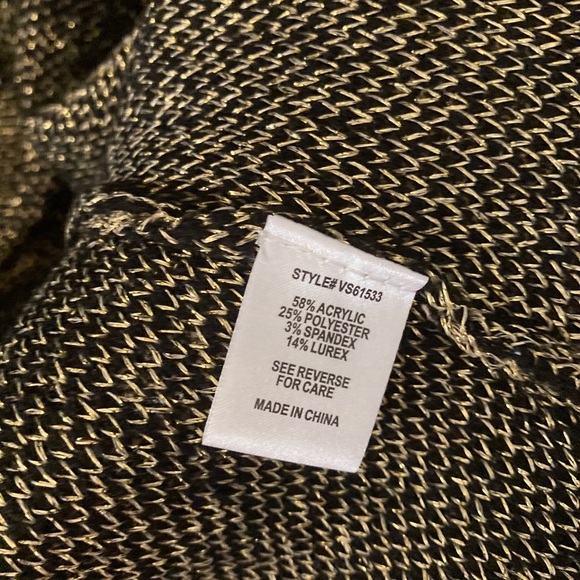 STYLE# VS61533
58% ACRYLIC
25% POLYESTER
3% SPANDEX
14% LUREX
SEE REVERSE
FOR CARE
MADE IN CHINA